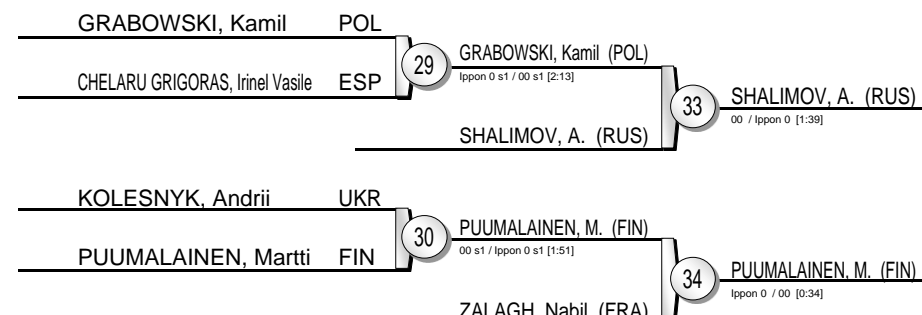 GRABOWSKI, Kamil POL
29
GRABOWSKI, Kamil (POL)
Ippon 0 s1 / 00 s1 [2:13]
CHELARU GRIGORAS, Irinel Vasile ESP
33
SHALIMOV, A. (RUS)
00 / Ippon 0 [1:39]
SHALIMOV, A. (RUS)
KOLESNYK, Andrii UKR
30
PUUMALAINEN, M. (FIN)
00 s1 / Ippon 0 s1 [1:51]
PUUMALAINEN, Martti FIN
34
PUUMALAINEN, M. (FIN)
Ippon 0 / 00 [0:34]
ZALAGH, Nabil (FRA)